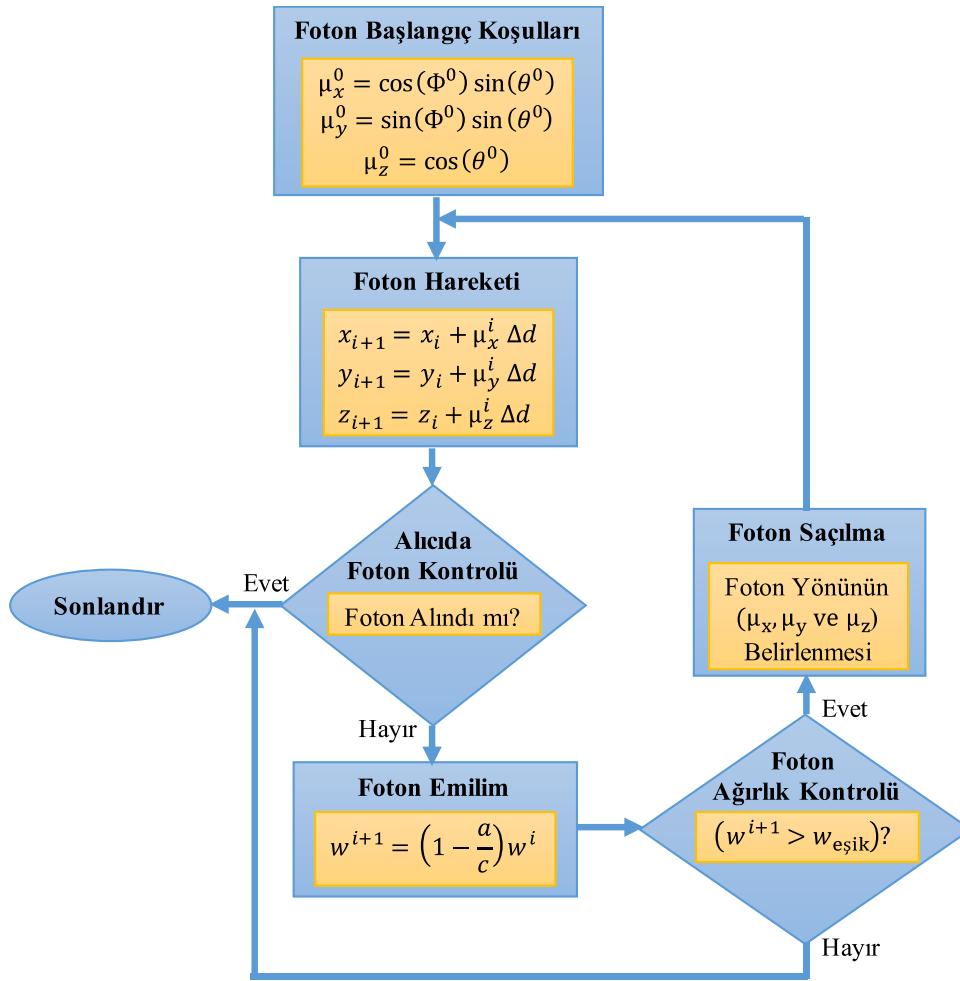 Foton Başlangıç Koşulları
μ_x^0 = cos(Φ^0) sin(θ^0)
μ_y^0 = sin(Φ^0) sin(θ^0)
μ_z^0 = cos(θ^0)
Foton Hareketi
x_{i+1} = x_i + μ_x^i Δd
y_{i+1} = y_i + μ_y^i Δd
z_{i+1} = z_i + μ_z^i Δd
Alıcıda
Foton Kontrolü
Foton Alındı mı?
Evet
Sonlandır
Hayır
Foton Emilim
w^{i+1} = (1 − a/c) w^i
Foton
Ağırlık Kontrolü
(w^{i+1} > w_eşik)?
Evet
Hayır
Foton Saçılma
Foton Yönünün
(μ_x, μ_y ve μ_z)
Belirlenmesi